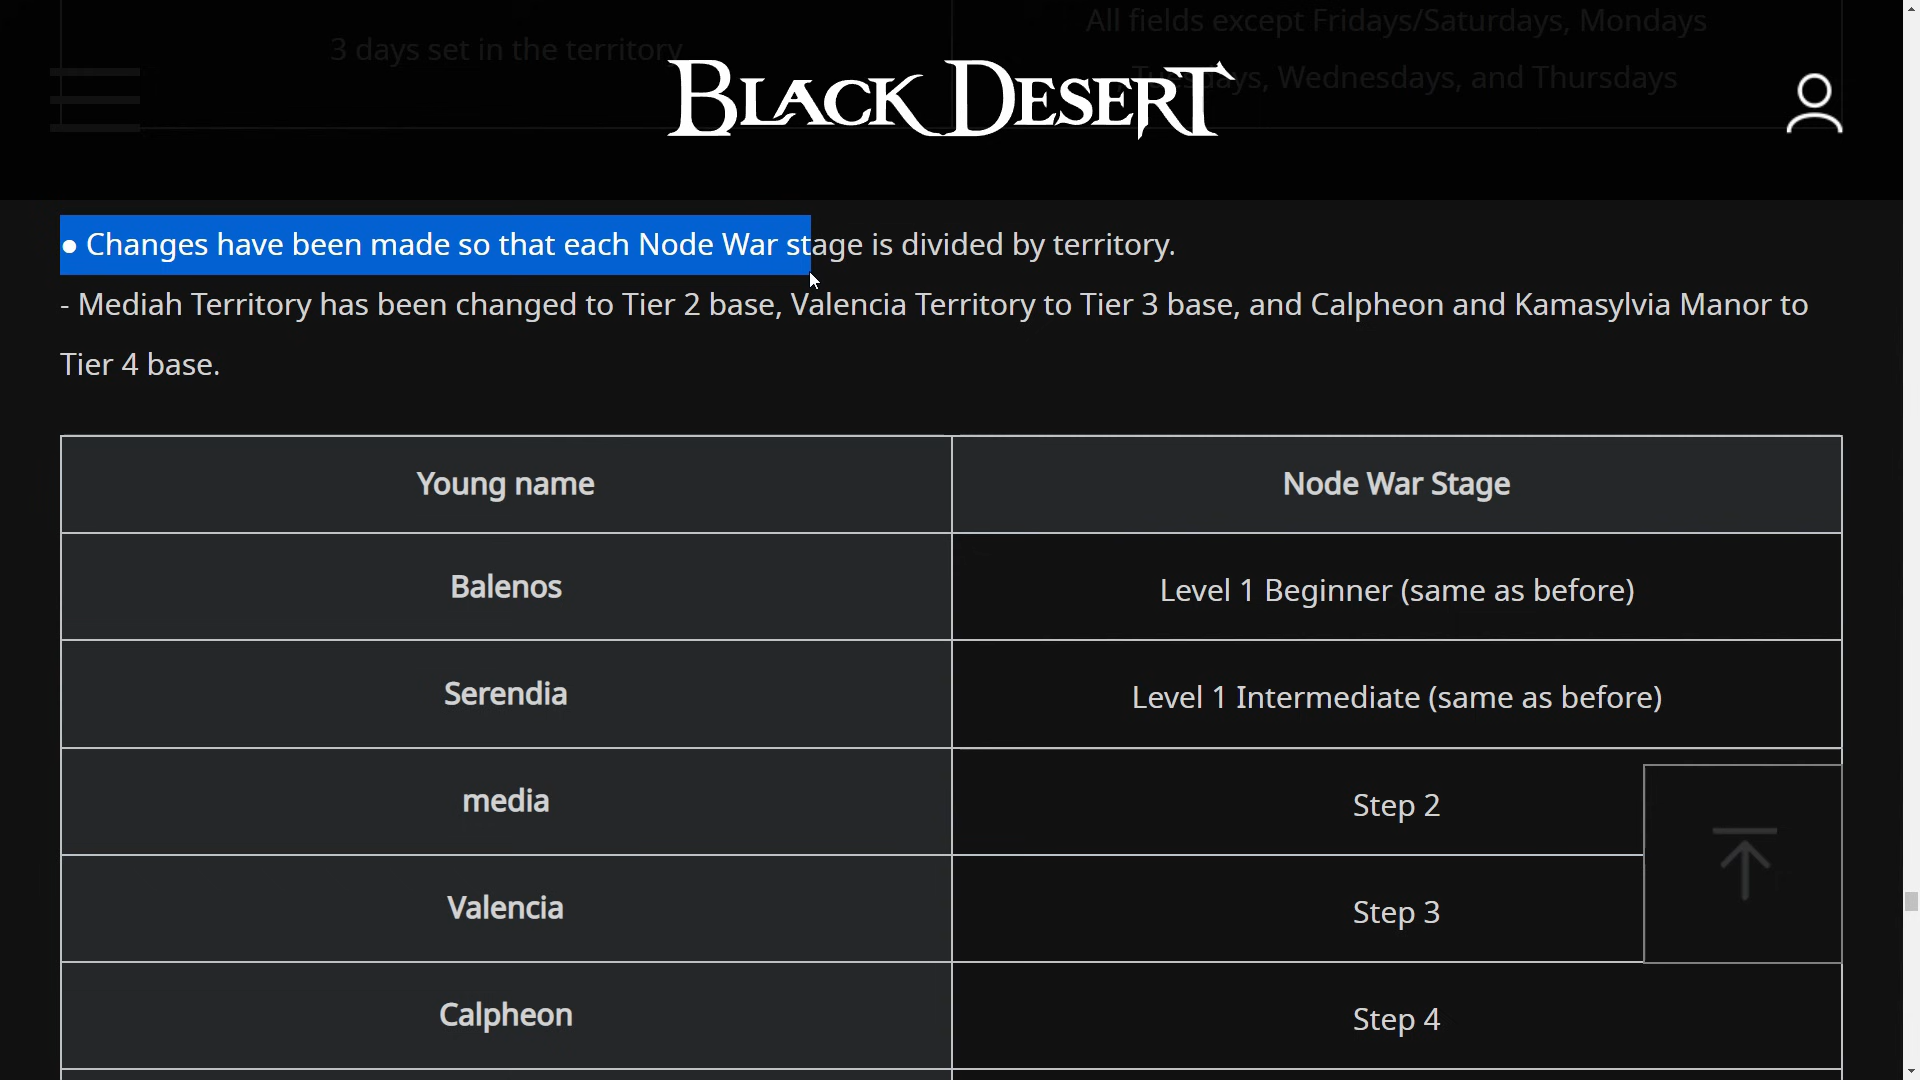 All fields except Fridays/Saturdays, Mondays
3 days set in the territory
Tuesdays, Wednesdays, and Thursdays
BLACK DESERT
● Changes have been made so that each Node War stage is divided by territory.
- Mediah Territory has been changed to Tier 2 base, Valencia Territory to Tier 3 base, and Calpheon and Kamasylvia Manor to
Tier 4 base.
Young name
Node War Stage
Balenos
Level 1 Beginner (same as before)
Serendia
Level 1 Intermediate (same as before)
media
Step 2
Valencia
Step 3
Calpheon
Step 4